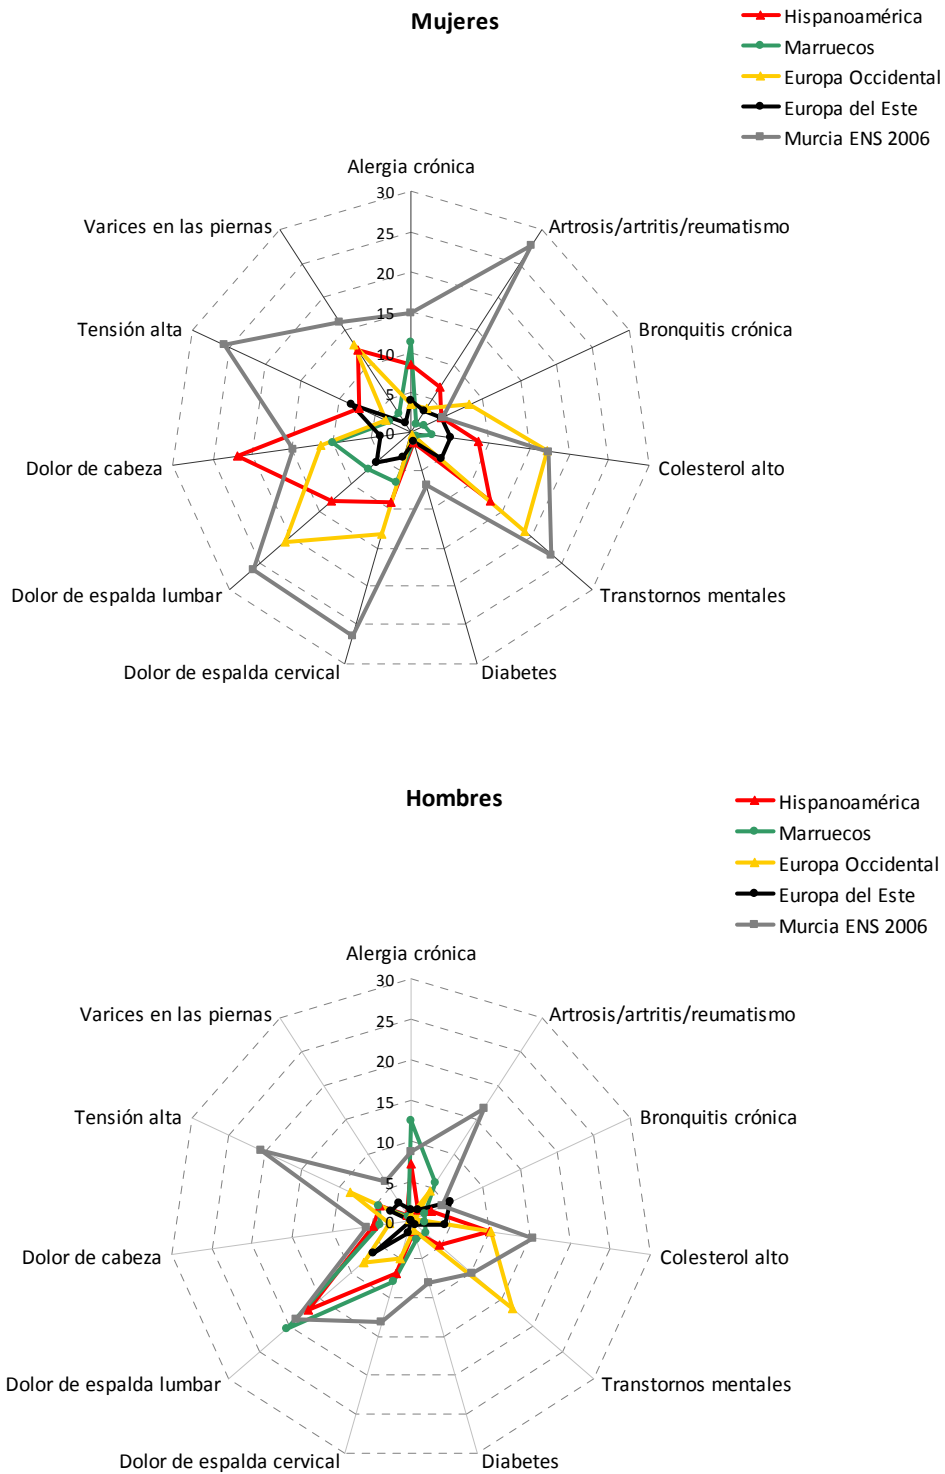 Mujeres
Hispanoamérica
Marruecos
Europa Occidental
Europa del Este
Murcia ENS 2006
Alergia crónica
30
25
20
15
10
5
0
Artrosis/artritis/reumatismo
Bronquitis crónica
Colesterol alto
Transtornos mentales
Diabetes
Dolor de espalda cervical
Dolor de espalda lumbar
Dolor de cabeza
Tensión alta
Varices en las piernas
Hombres
Hispanoamérica
Marruecos
Europa Occidental
Europa del Este
Murcia ENS 2006
Alergia crónica
30
25
20
15
10
5
0
Artrosis/artritis/reumatismo
Bronquitis crónica
Colesterol alto
Transtornos mentales
Diabetes
Dolor de espalda cervical
Dolor de espalda lumbar
Dolor de cabeza
Tensión alta
Varices en las piernas